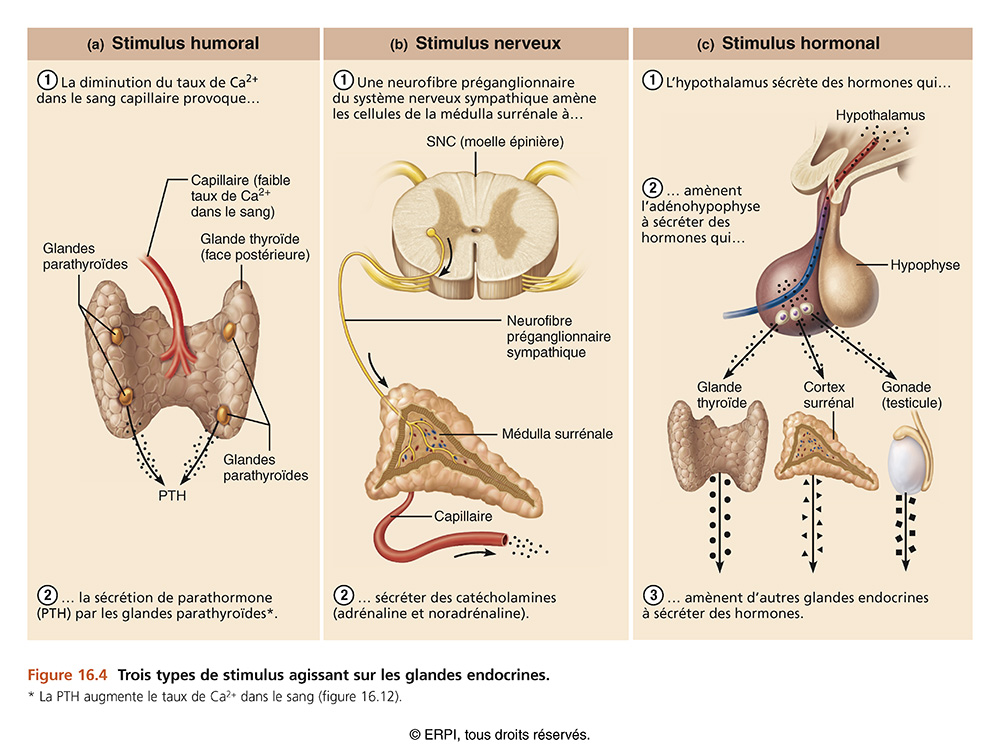 (a) Stimulus humoral
① La diminution du taux de Ca²⁺
dans le sang capillaire provoque…
Capillaire (faible
taux de Ca²⁺
dans le sang)
Glandes
parathyroïdes
Glande thyroïde
(face postérieure)
Glandes
parathyroïdes
PTH
② … la sécrétion de parathormone
(PTH) par les glandes parathyroïdes*.
(b) Stimulus nerveux
① Une neurofibre préganglionnaire
du système nerveux sympathique amène
les cellules de la médulla surrénale à…
SNC (moelle épinière)
Neurofibre
préganglionnaire
sympathique
Médulla surrénale
Capillaire
② … sécréter des catécholamines
(adrénaline et noradrénaline).
(c) Stimulus hormonal
① L’hypothalamus sécrète des hormones qui…
Hypothalamus
② … amènent
l’adénohypophyse
à sécréter des
hormones qui…
Hypophyse
Glande
thyroïde
Cortex
surrénal
Gonade
(testicule)
③ … amènent d’autres glandes endocrines
à sécréter des hormones.
Figure 16.4 Trois types de stimulus agissant sur les glandes endocrines.
* La PTH augmente le taux de Ca²⁺ dans le sang (figure 16.12).
© ERPI, tous droits réservés.